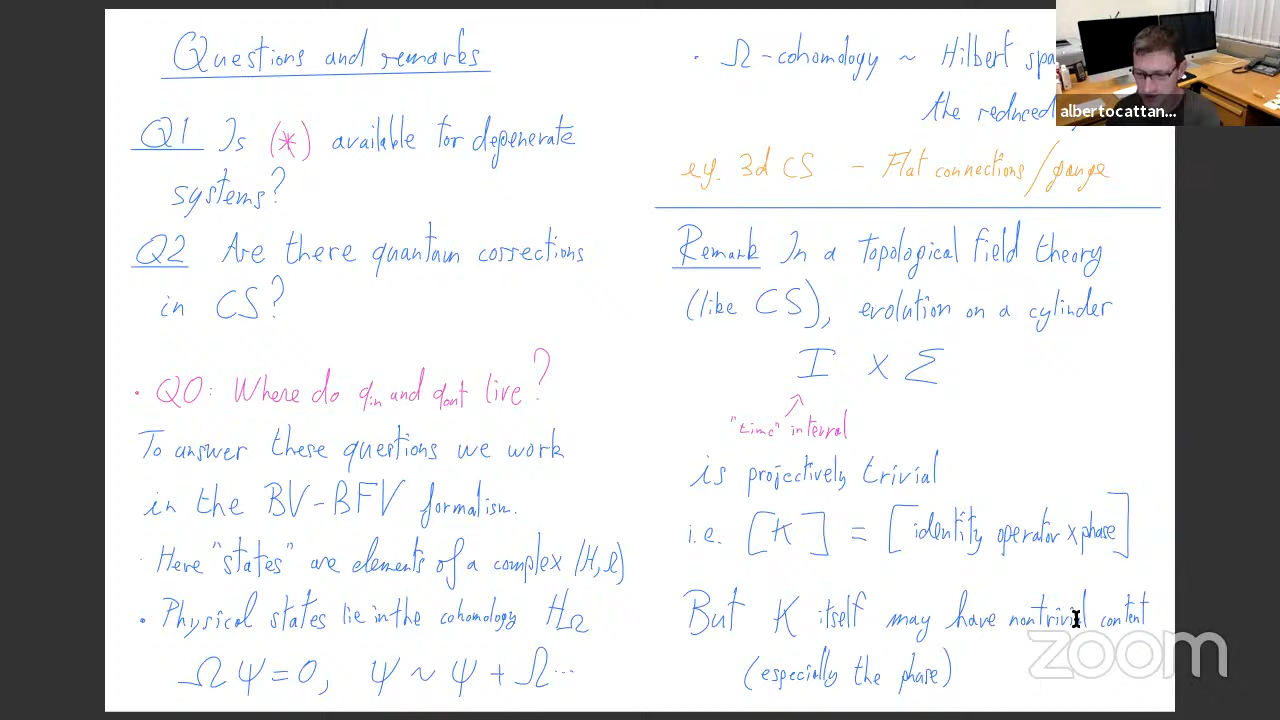 Questions and remarks
Q1 Is (*) available for degenerate
systems?
Q2 Are there quantum corrections
in CS?
• Q0: Where do qin and qout live?
To answer these questions we work
in the BV-BFV formalism.
· Here "states" are elements of a complex (H,Ω)
• Physical states lie in the cohomology HΩ
Ωψ=0, ψ ~ ψ + Ω...
· Ω-cohomology ~ Hilbert
the reduced
e.g. 3d CS - Flat connections/gauge
Remark In a topological field theory
(like CS), evolution on a cylinder
I × Σ
"time" interval
is projectively trivial
i.e. [K] = [identity operator × phase]
But K itself may have nontrivial content
(especially the phase)
albertocattan...
zoom